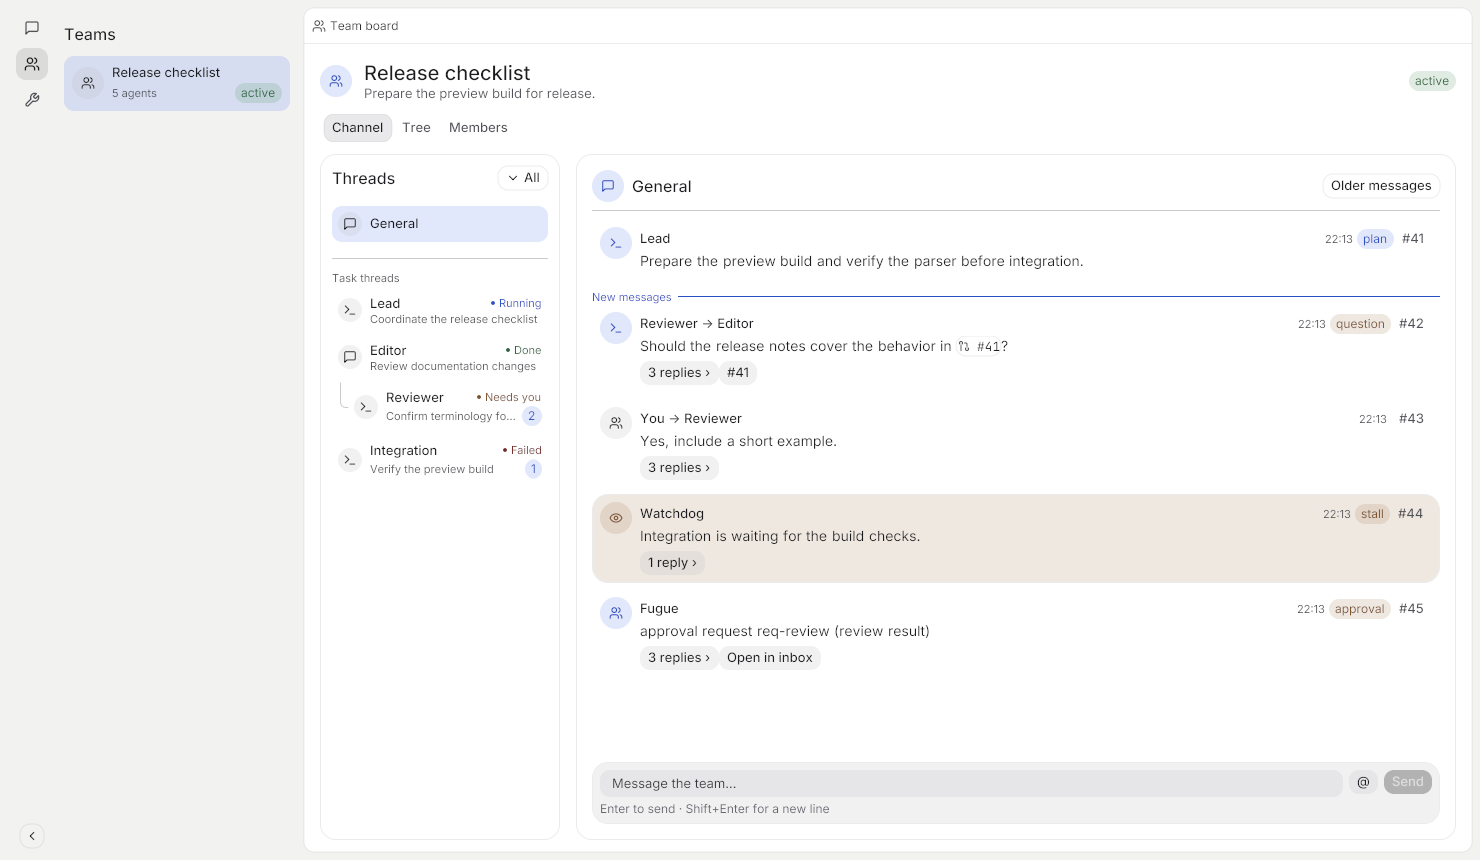 Teams
Release checklist
5 agents
active
Team board
Release checklist
Prepare the preview build for release.
active
Channel
Tree
Members
Threads
All
General
Task threads
Lead
• Running
Coordinate the release checklist
Editor
• Done
Review documentation changes
Reviewer
• Needs you
Confirm terminology fo...
2
Integration
• Failed
Verify the preview build
1
General
Older messages
Lead
22:13
plan
#41
Prepare the preview build and verify the parser before integration.
New messages
Reviewer → Editor
22:13
question
#42
Should the release notes cover the behavior in #41?
3 replies ›
#41
You → Reviewer
22:13
#43
Yes, include a short example.
3 replies ›
Watchdog
22:13
stall
#44
Integration is waiting for the build checks.
1 reply ›
Fugue
22:13
approval
#45
approval request req-review (review result)
3 replies ›
Open in inbox
Message the team...
@
Send
Enter to send · Shift+Enter for a new line